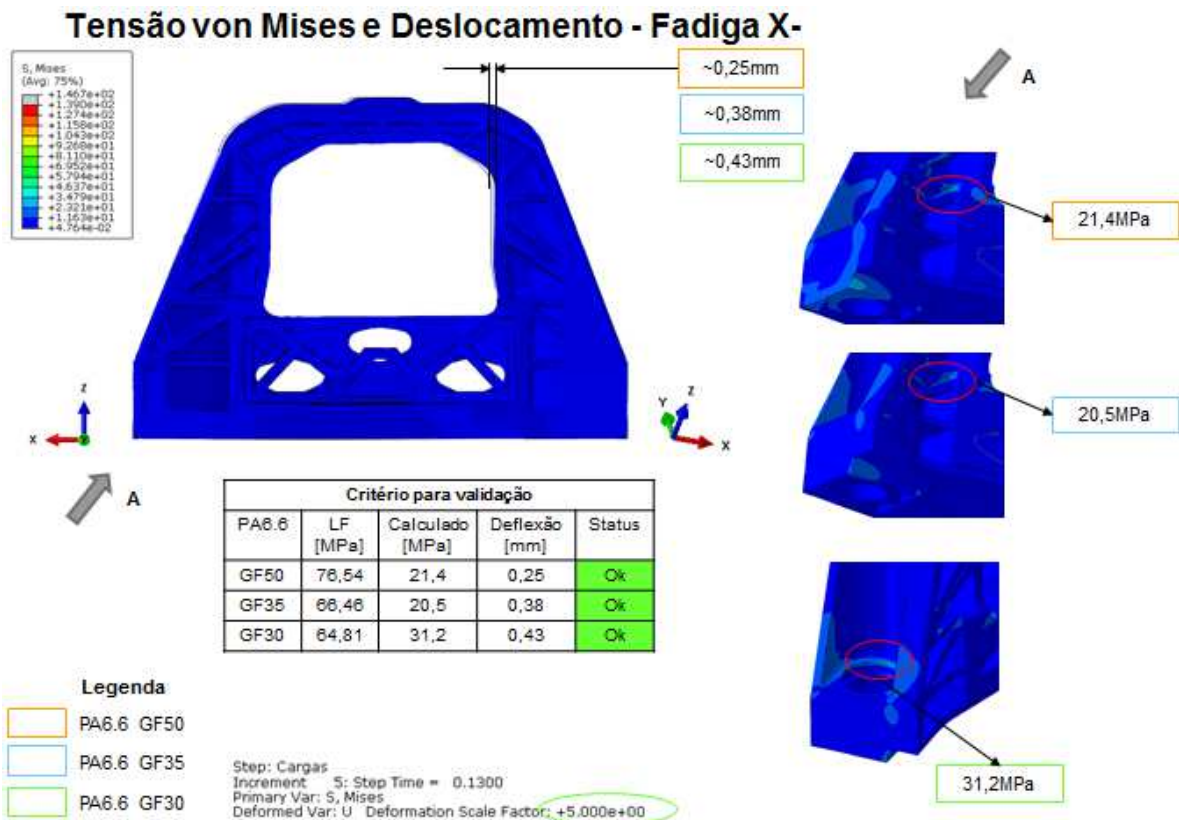 Tensão von Mises e Deslocamento - Fadiga X-
S, Mises
(Avg: 75%)
+1.467e+02
+1.390e+02
+1.274e+02
+1.158e+02
+1.043e+02
+9.268e+01
+8.110e+01
+6.952e+01
+5.794e+01
+4.637e+01
+3.479e+01
+2.321e+01
+1.163e+01
+4.764e-02
~0,25mm
~0,38mm
~0,43mm
A
21,4MPa
20,5MPa
31,2MPa
Z
X
Y
Y
Z
X
A
Critério para validação
PA6.6 LF [MPa] Calculado [MPa] Deflexão [mm] Status
GF50 76,54 21,4 0,25 Ok
GF35 66,46 20,5 0,38 Ok
GF30 64,81 31,2 0,43 Ok
Legenda
PA6.6 GF50
PA6.6 GF35
PA6.6 GF30
Step: Cargas
Increment 5: Step Time = 0.1300
Primary Var: S, Mises
Deformed Var: U Deformation Scale Factor: +5.000e+00